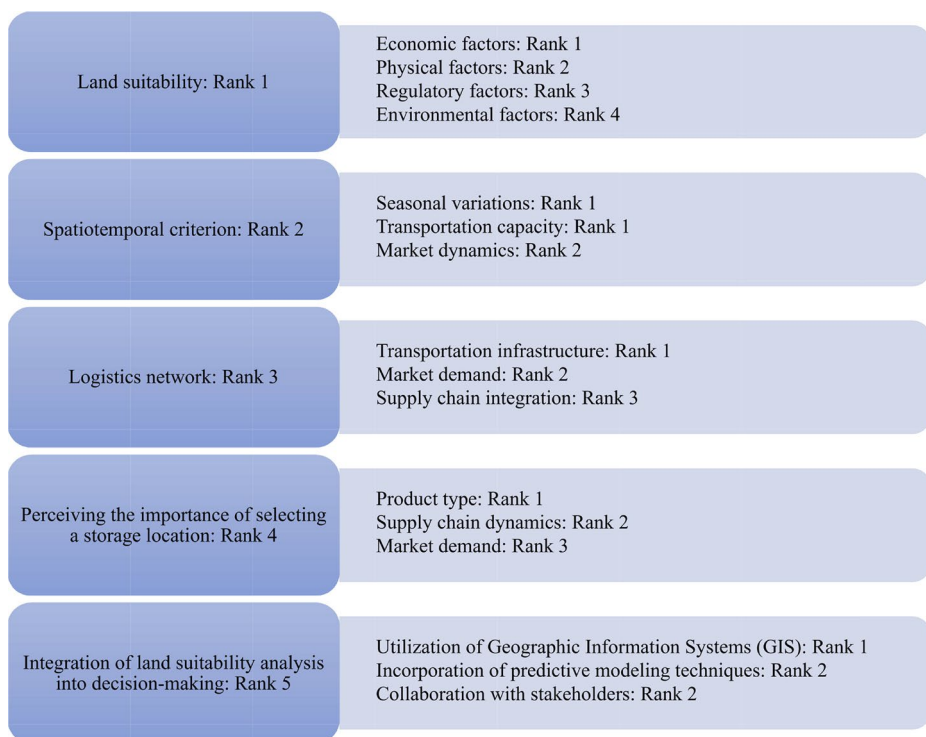 Land suitability: Rank 1
Economic factors: Rank 1
Physical factors: Rank 2
Regulatory factors: Rank 3
Environmental factors: Rank 4
Spatiotemporal criterion: Rank 2
Seasonal variations: Rank 1
Transportation capacity: Rank 1
Market dynamics: Rank 2
Logistics network: Rank 3
Transportation infrastructure: Rank 1
Market demand: Rank 2
Supply chain integration: Rank 3
Perceiving the importance of selecting
a storage location: Rank 4
Product type: Rank 1
Supply chain dynamics: Rank 2
Market demand: Rank 3
Integration of land suitability analysis
into decision-making: Rank 5
Utilization of Geographic Information Systems (GIS): Rank 1
Incorporation of predictive modeling techniques: Rank 2
Collaboration with stakeholders: Rank 2